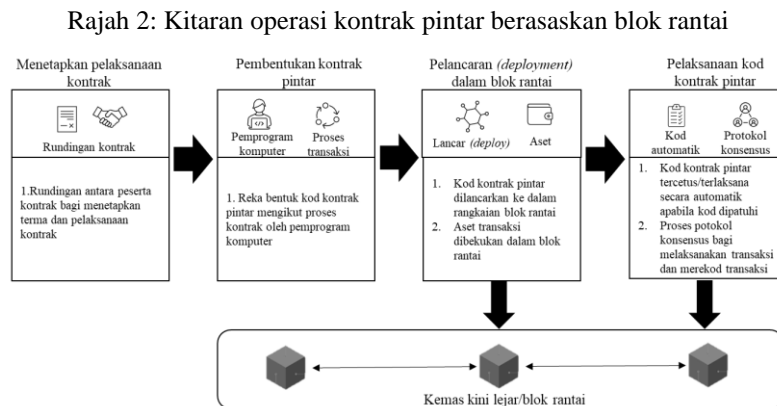 Rajah 2: Kitaran operasi kontrak pintar berasaskan blok rantai
Menetapkan pelaksanaan
kontrak
Rundingan kontrak
1.Rundingan antara peserta
kontrak bagi menetapkan
terma dan pelaksanaan
kontrak
Pembentukan kontrak
pintar
Pemprogram
komputer
Proses
transaksi
1. Reka bentuk kod kontrak
pintar mengikut proses
kontrak oleh pemprogram
komputer
Pelancaran (deployment)
dalam blok rantai
Lancar (deploy)
Aset
1. Kod kontrak pintar
dilancarkan ke dalam
rangkaian blok rantai
2. Aset transaksi
dibekukan dalam blok
rantai
Pelaksanaan kod
kontrak pintar
Kod
automatik
Protokol
konsensus
1. Kod kontrak pintar
tercetus/terlaksana
secara automatik
apabila kod dipatuhi
2. Proses potokol
konsensus bagi
melaksanakan transaksi
dan merekod transaksi
Kemas kini lejar/blok rantai